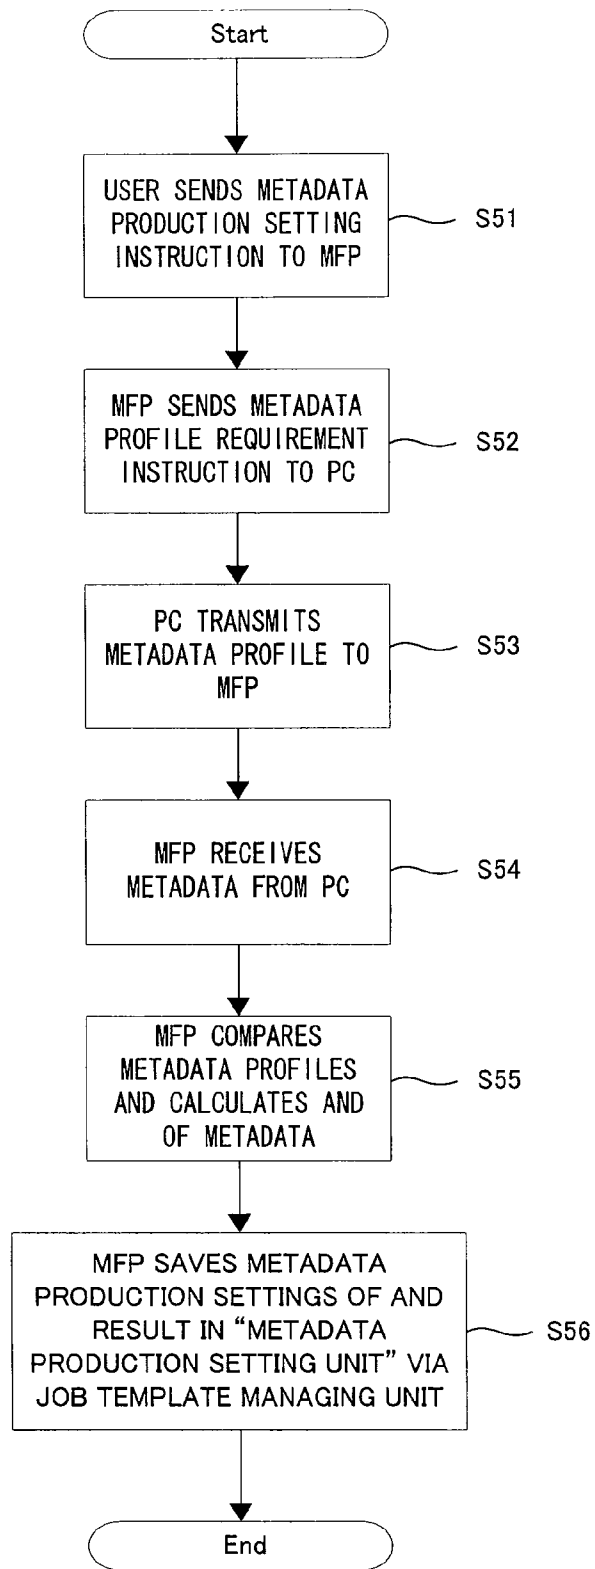 Start
USER SENDS METADATA
PRODUCTION SETTING
INSTRUCTION TO MFP
S51
MFP SENDS METADATA
PROFILE REQUIREMENT
INSTRUCTION TO PC
S52
PC TRANSMITS
METADATA PROFILE TO
MFP
S53
MFP RECEIVES
METADATA FROM PC
S54
MFP COMPARES
METADATA PROFILES
AND CALCULATES AND
OF METADATA
S55
MFP SAVES METADATA
PRODUCTION SETTINGS OF AND
RESULT IN “METADATA
PRODUCTION SETTING UNIT” VIA
JOB TEMPLATE MANAGING UNIT
S56
End